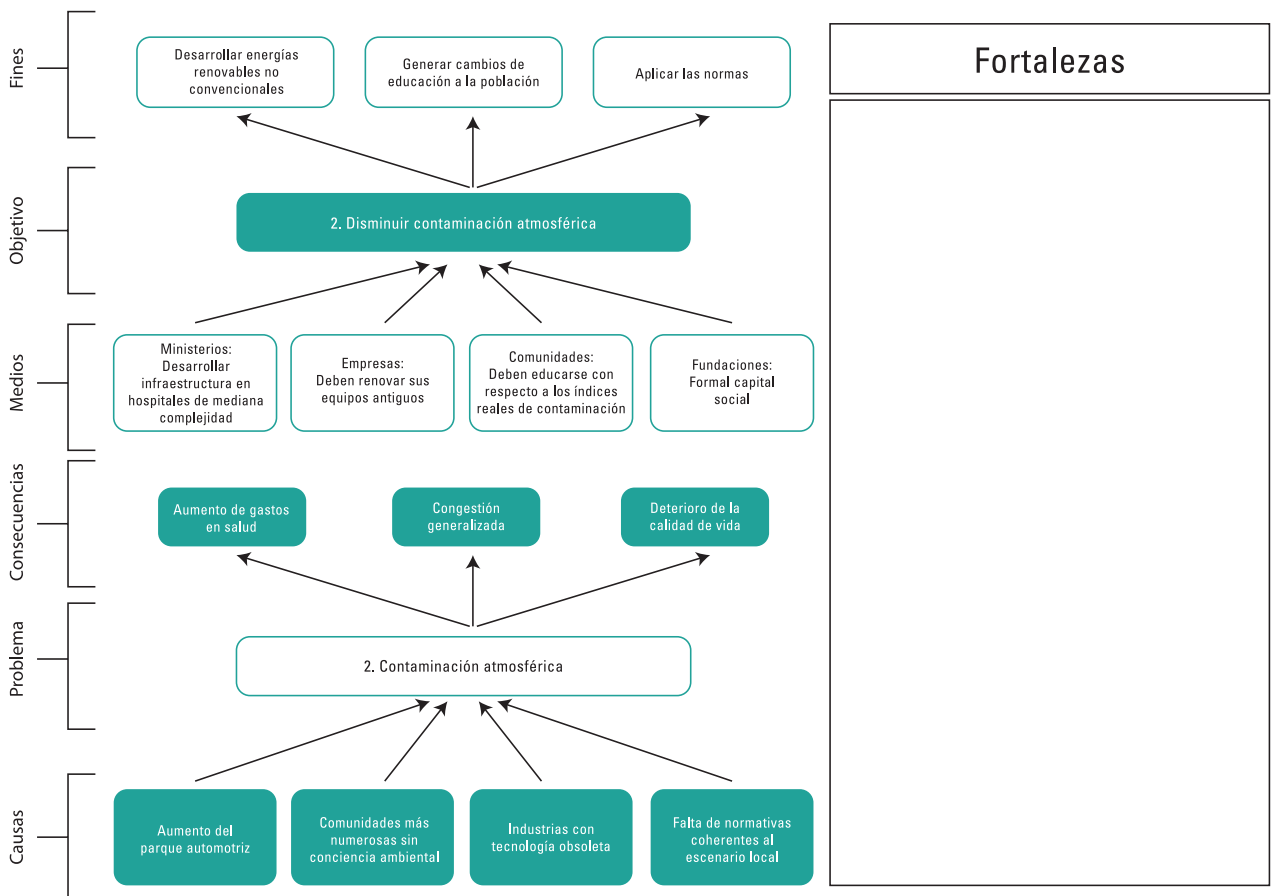 Fines
Desarrollar energías
renovables no
convencionales
Generar cambios de
educación a la población
Aplicar las normas
Fortalezas
Objetivo
2. Disminuir contaminación atmosférica
Medios
Ministerios:
Desarrollar
infraestructura en
hospitales de mediana
complejidad
Empresas:
Deben renovar sus
equipos antiguos
Comunidades:
Deben educarse con
respecto a los índices
reales de contaminación
Fundaciones:
Formal capital
social
Consecuencias
Aumento de gastos
en salud
Congestión
generalizada
Deterioro de la
calidad de vida
Problema
2. Contaminación atmosférica
Causas
Aumento del
parque automotriz
Comunidades más
numerosas sin
conciencia ambiental
Industrias con
tecnología obsoleta
Falta de normativas
coherentes al
escenario local